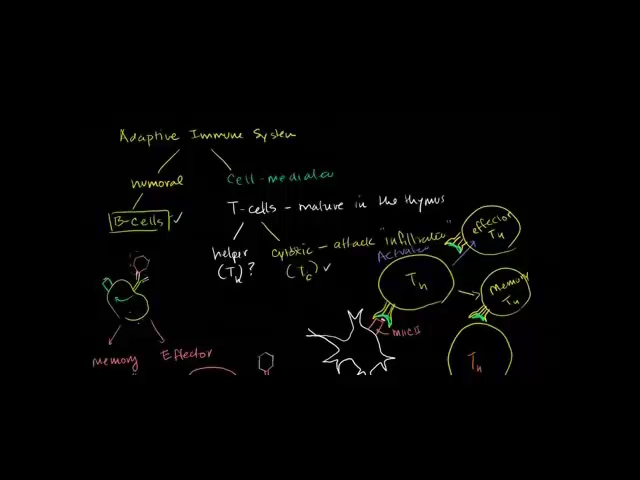 Adaptive Immune System
humoral
Cell-mediated
B-Cells
T-cells - mature in the thymus
helper
(TH)?
cytotoxic - attack "infiltrated"
(Tc)
Activated
effector
TH
TH
memory
TH
MHC II
memory
Effector
TH